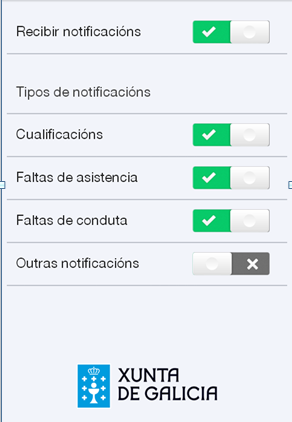 Recibir notificacións
Tipos de notificacións
Cualificacións
Faltas de asistencia
Faltas de conduta
Outras notificacións
XUNTA
DE GALICIA